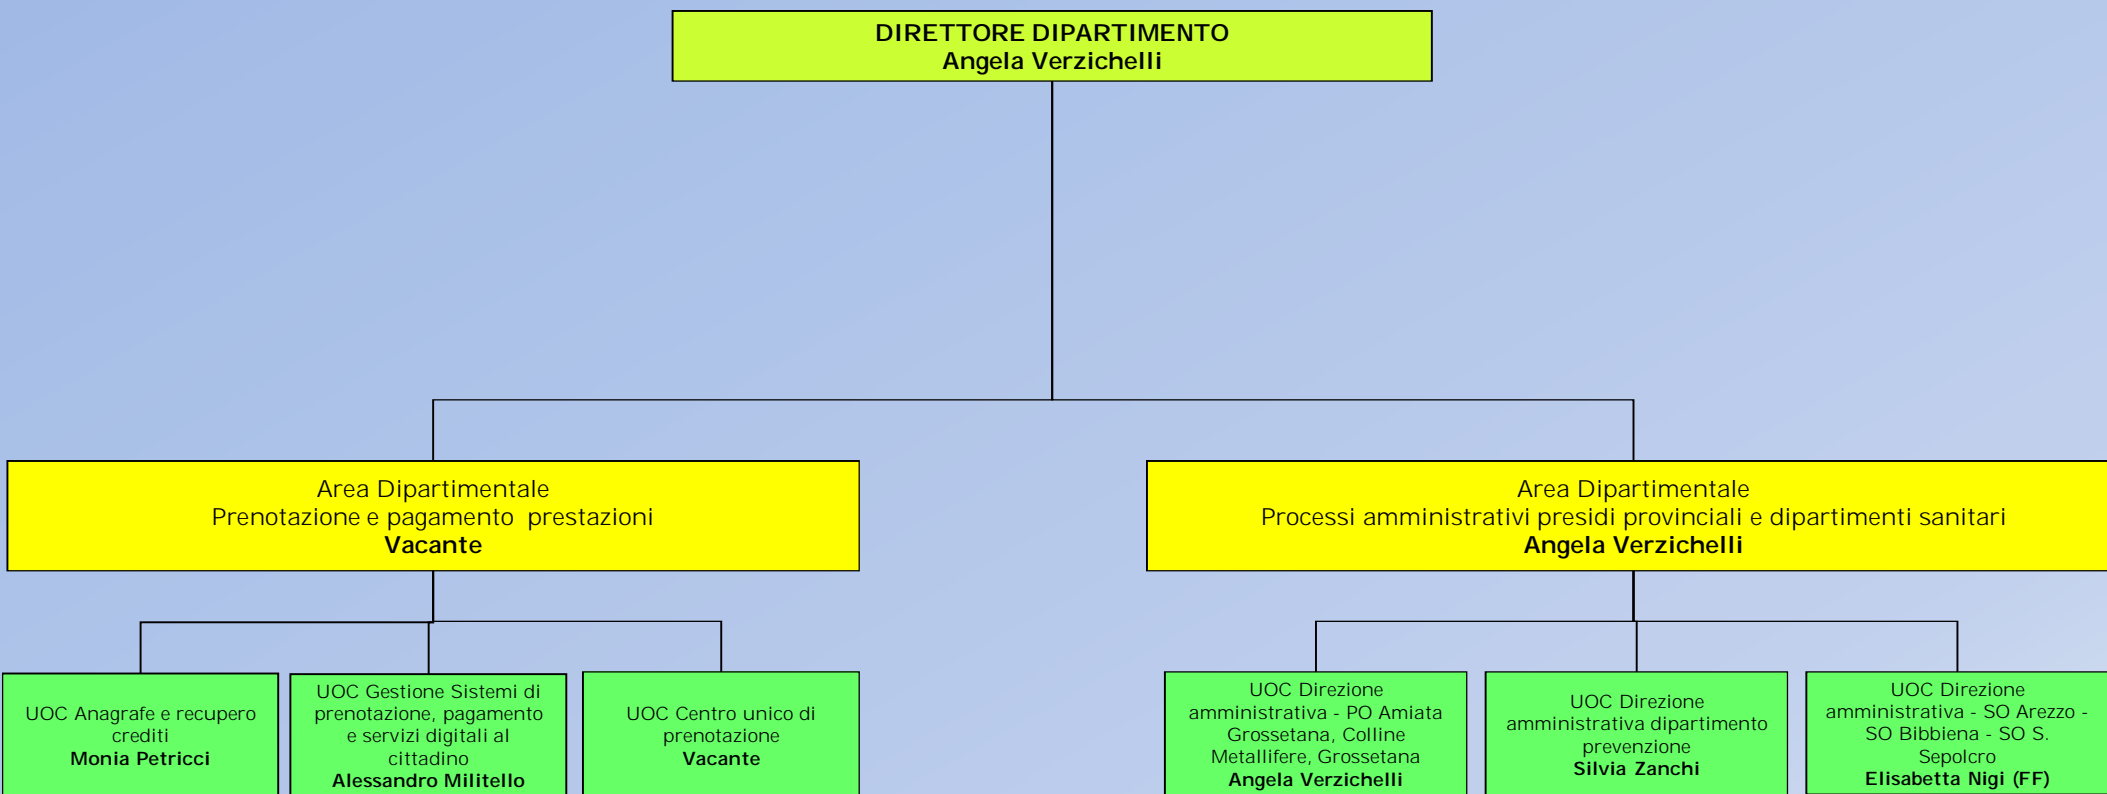 DIRETTORE DIPARTIMENTO
Angela Verzichelli
Area Dipartimentale
Prenotazione e pagamento prestazioni
Vacante
Area Dipartimentale
Processi amministrativi presidi provinciali e dipartimenti sanitari
Angela Verzichelli
UOC Anagrafe e recupero
crediti
Monia Petricci
UOC Gestione Sistemi di
prenotazione, pagamento
e servizi digitali al
cittadino
Alessandro Militello
UOC Centro unico di
prenotazione
Vacante
UOC Direzione
amministrativa - PO Amiata
Grossetana, Colline
Metallifere, Grossetana
Angela Verzichelli
UOC Direzione
amministrativa dipartimento
prevenzione
Silvia Zanchi
UOC Direzione
amministrativa - SO Arezzo -
SO Bibbiena - SO S.
Sepolcro
Elisabetta Nigi (FF)